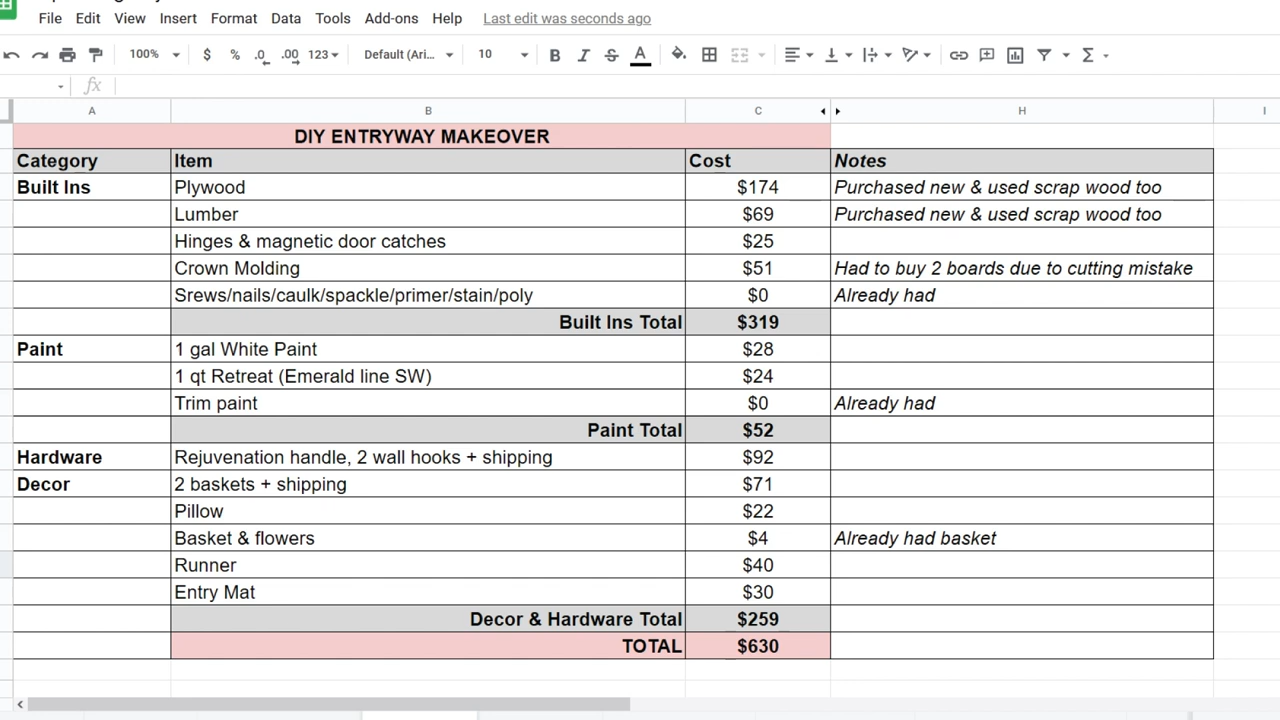 File Edit View Insert Format Data Tools Add-ons Help Last edit was seconds ago
100% $ % .0 .00 123 Default (Ari... 10 B I S A Σ
fx
A B C H I
DIY ENTRYWAY MAKEOVER
Category Item Cost Notes
Built Ins Plywood $174 Purchased new & used scrap wood too
Lumber $69 Purchased new & used scrap wood too
Hinges & magnetic door catches $25
Crown Molding $51 Had to buy 2 boards due to cutting mistake
Srews/nails/caulk/spackle/primer/stain/poly $0 Already had
Built Ins Total $319
Paint 1 gal White Paint $28
1 qt Retreat (Emerald line SW) $24
Trim paint $0 Already had
Paint Total $52
Hardware Rejuvenation handle, 2 wall hooks + shipping $92
Decor 2 baskets + shipping $71
Pillow $22
Basket & flowers $4 Already had basket
Runner $40
Entry Mat $30
Decor & Hardware Total $259
TOTAL $630